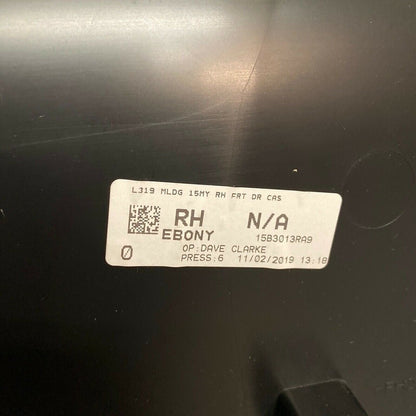 L319 MLDG 15MY RH FRT DR CAS
RH N/A
EBONY 15B3013RA9
OP:DAVE CLARKE
0 PRESS:6 11/02/2019 13:18